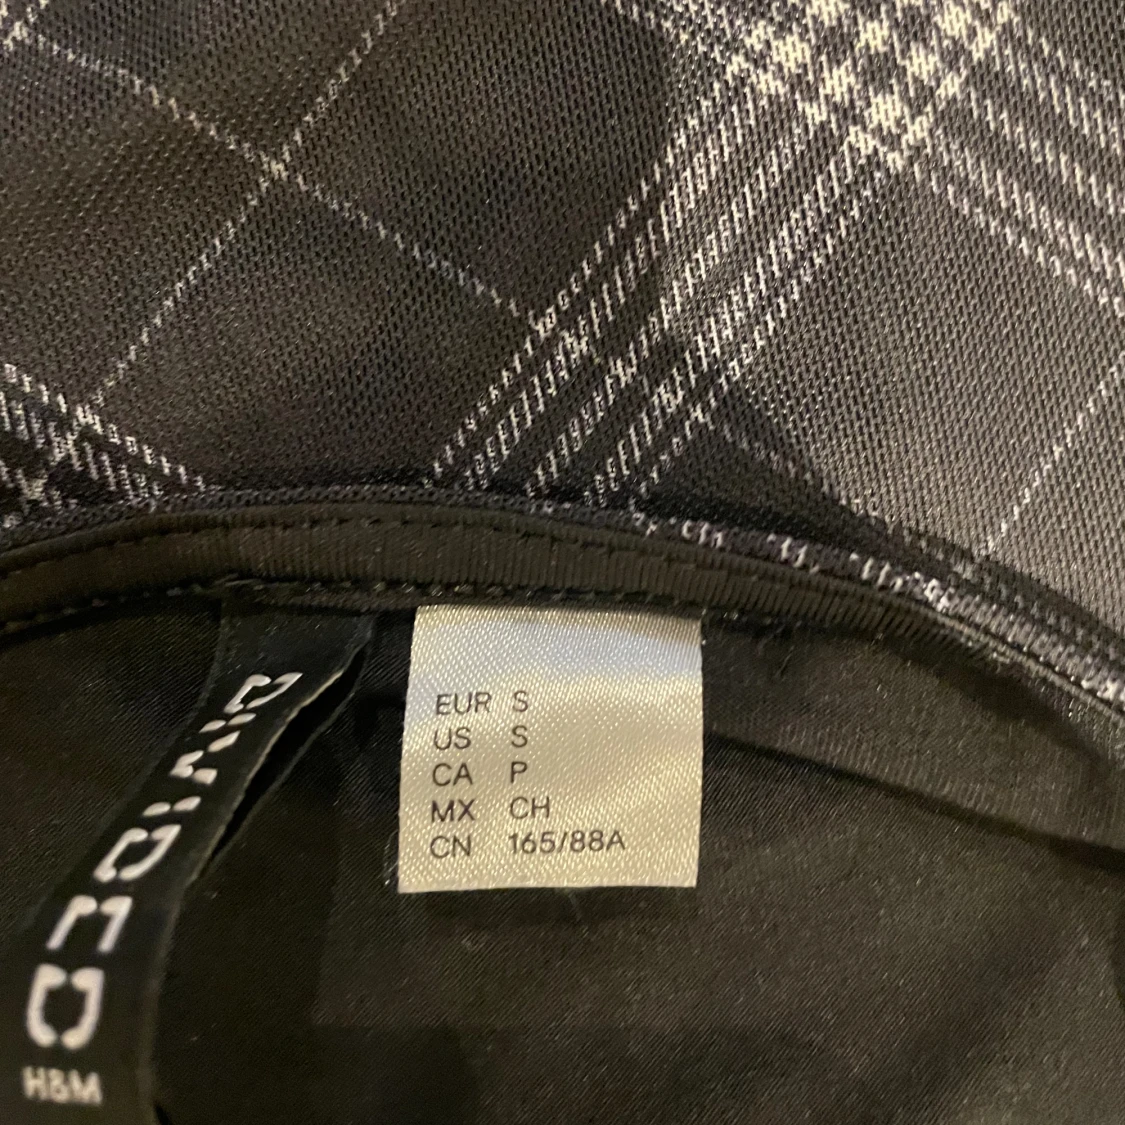 DIVIDED
H&M
EUR S
US S
CA P
MX CH
CN 165/88A